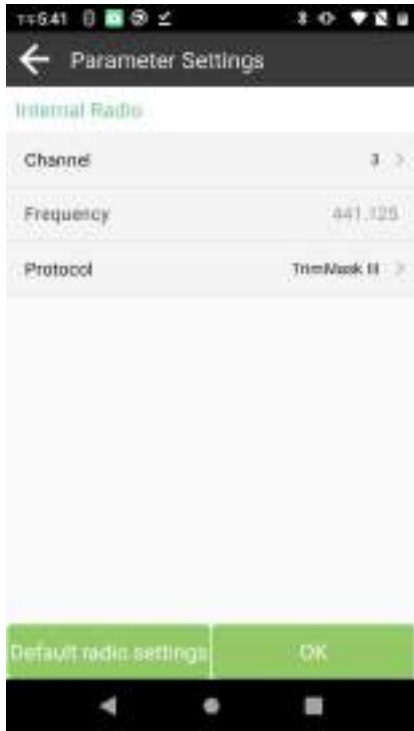 Parameter Settings
Internal Radio
Channel 3
Frequency 441.125
Protocol TrimMask III
Default radio settings
OK